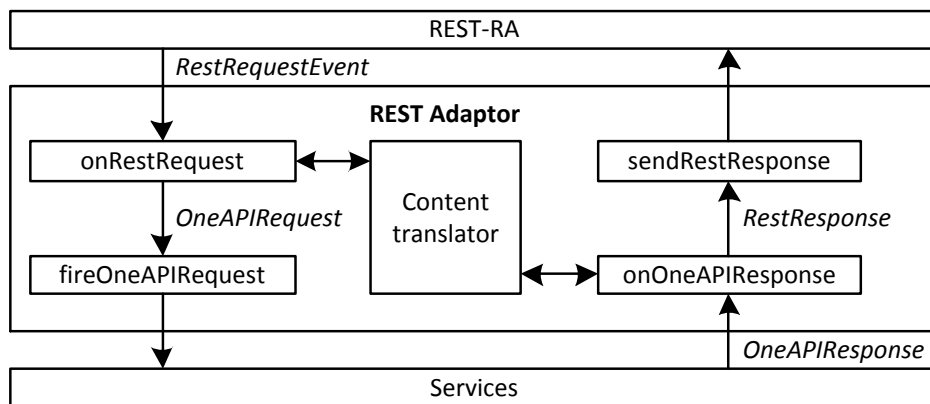 REST-RA
RestRequestEvent
REST Adaptor
onRestRequest
sendRestResponse
Content
translator
OneAPIRequest
RestResponse
fireOneAPIRequest
onOneAPIResponse
OneAPIResponse
Services